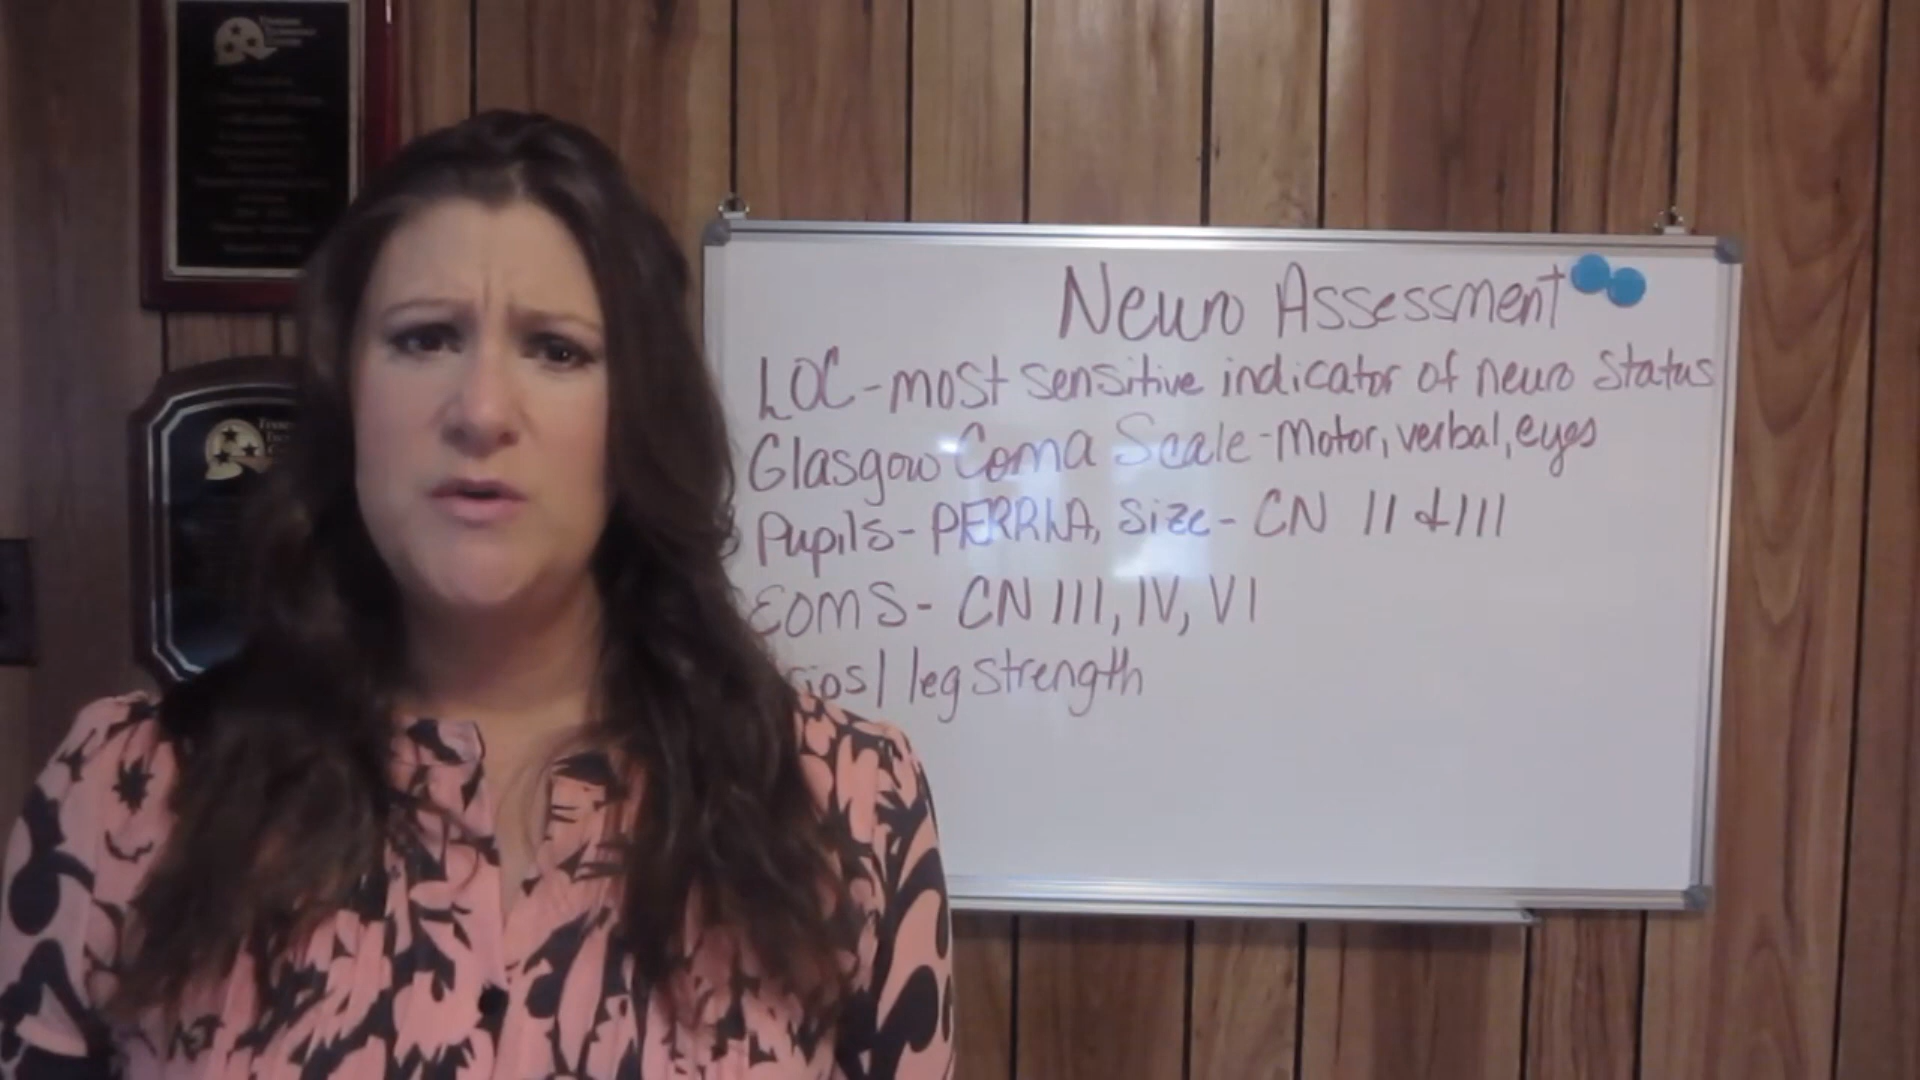 Neuro Assessment
LOC - most sensitive indicator of neuro status
Glasgow Coma Scale - Motor, verbal, eyes
Pupils - PERRLA, size - CN II & III
EOMS - CN III, IV, VI
leg strength